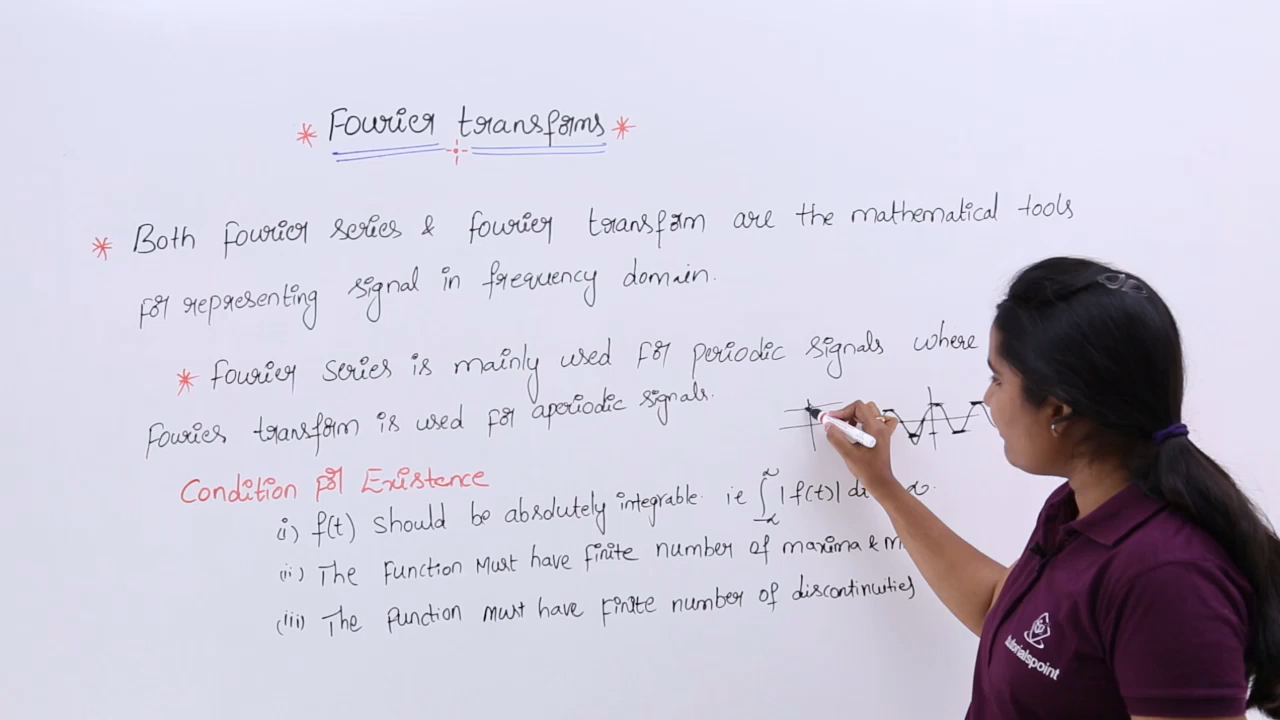 * Fourier transforms *
* Both fourier series & fourier transform are the mathematical tools
for representing signal in frequency domain.
* fourier series is mainly used for periodic signals where
fourier transform is used for aperiodic signals.
Condition for Existence
(i) f(t) should be absolutely integrable. ie ∫_{-∞}^{∞} |f(t)| d
(ii) The function must have finite number of maxima & M
(iii) The function must have finite number of discontinuities
tutorialspoint